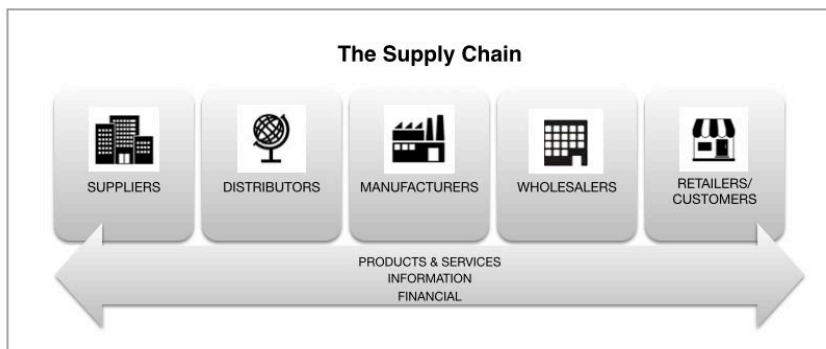 The Supply Chain
SUPPLIERS
DISTRIBUTORS
MANUFACTURERS
WHOLESALERS
RETAILERS/
CUSTOMERS
PRODUCTS & SERVICES
INFORMATION
FINANCIAL